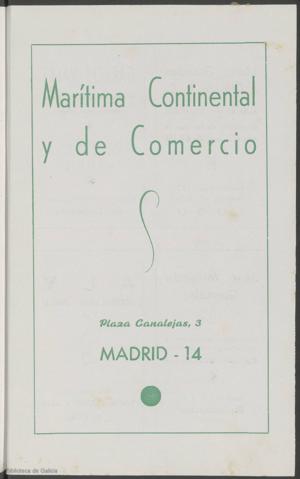 Marítima Continental
y de Comercio
Plaza Canalejas, 3
MADRID - 14
Biblioteca de Galicia